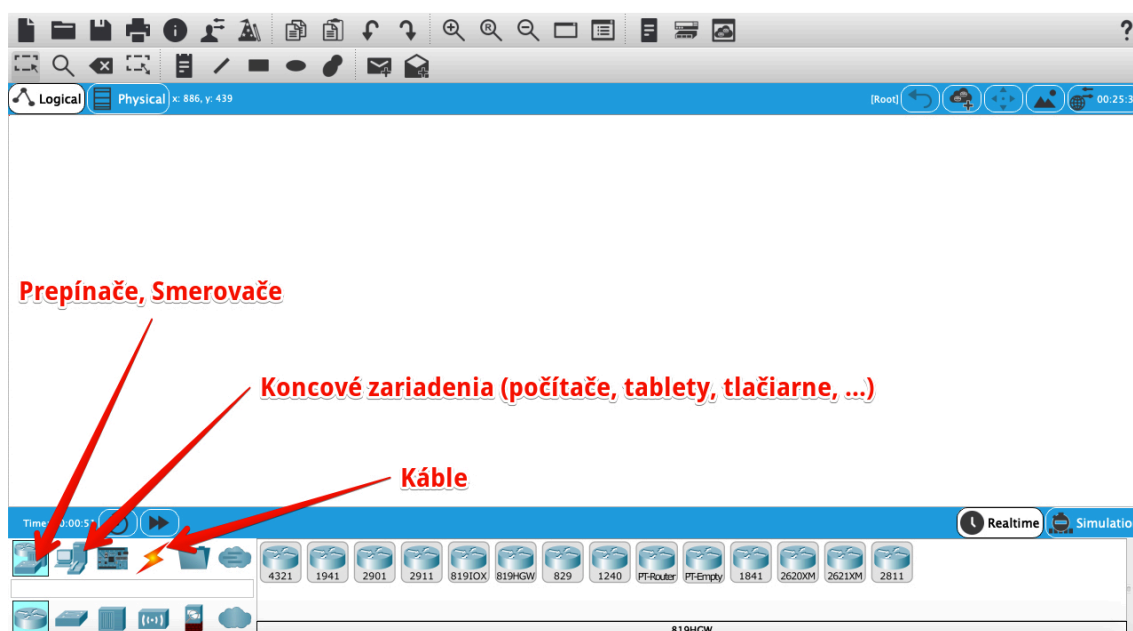 ?
Logical
Physical
x: 886, y: 439
[Root]
00:25:3
Prepínače, Smerovače
Koncové zariadenia (počítače, tablety, tlačiarne, ...)
Káble
Realtime
Simulatio
4321
1941
2901
2911
819IOX
819HGW
829
1240
PT-Router
PT-Empty
1841
2620XM
2621XM
2811
819HGW